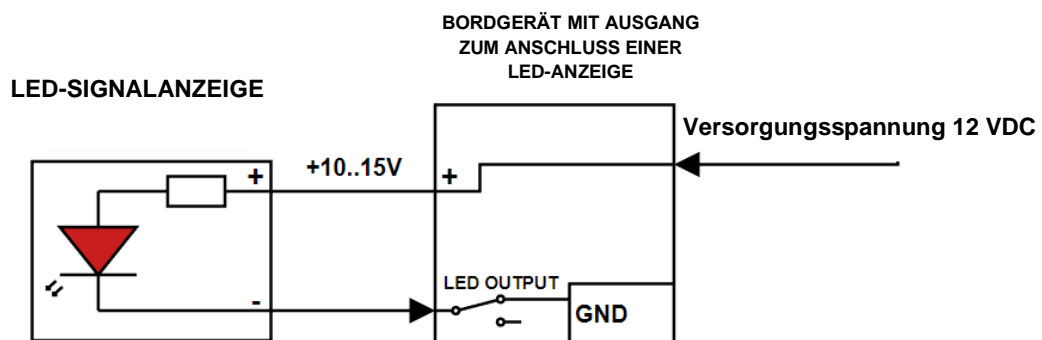 BORDGERÄT MIT AUSGANG
ZUM ANSCHLUSS EINER
LED-ANZEIGE
LED-SIGNALANZEIGE
Versorgungsspannung 12 VDC
+10..15V
+
+
LED OUTPUT
-
GND